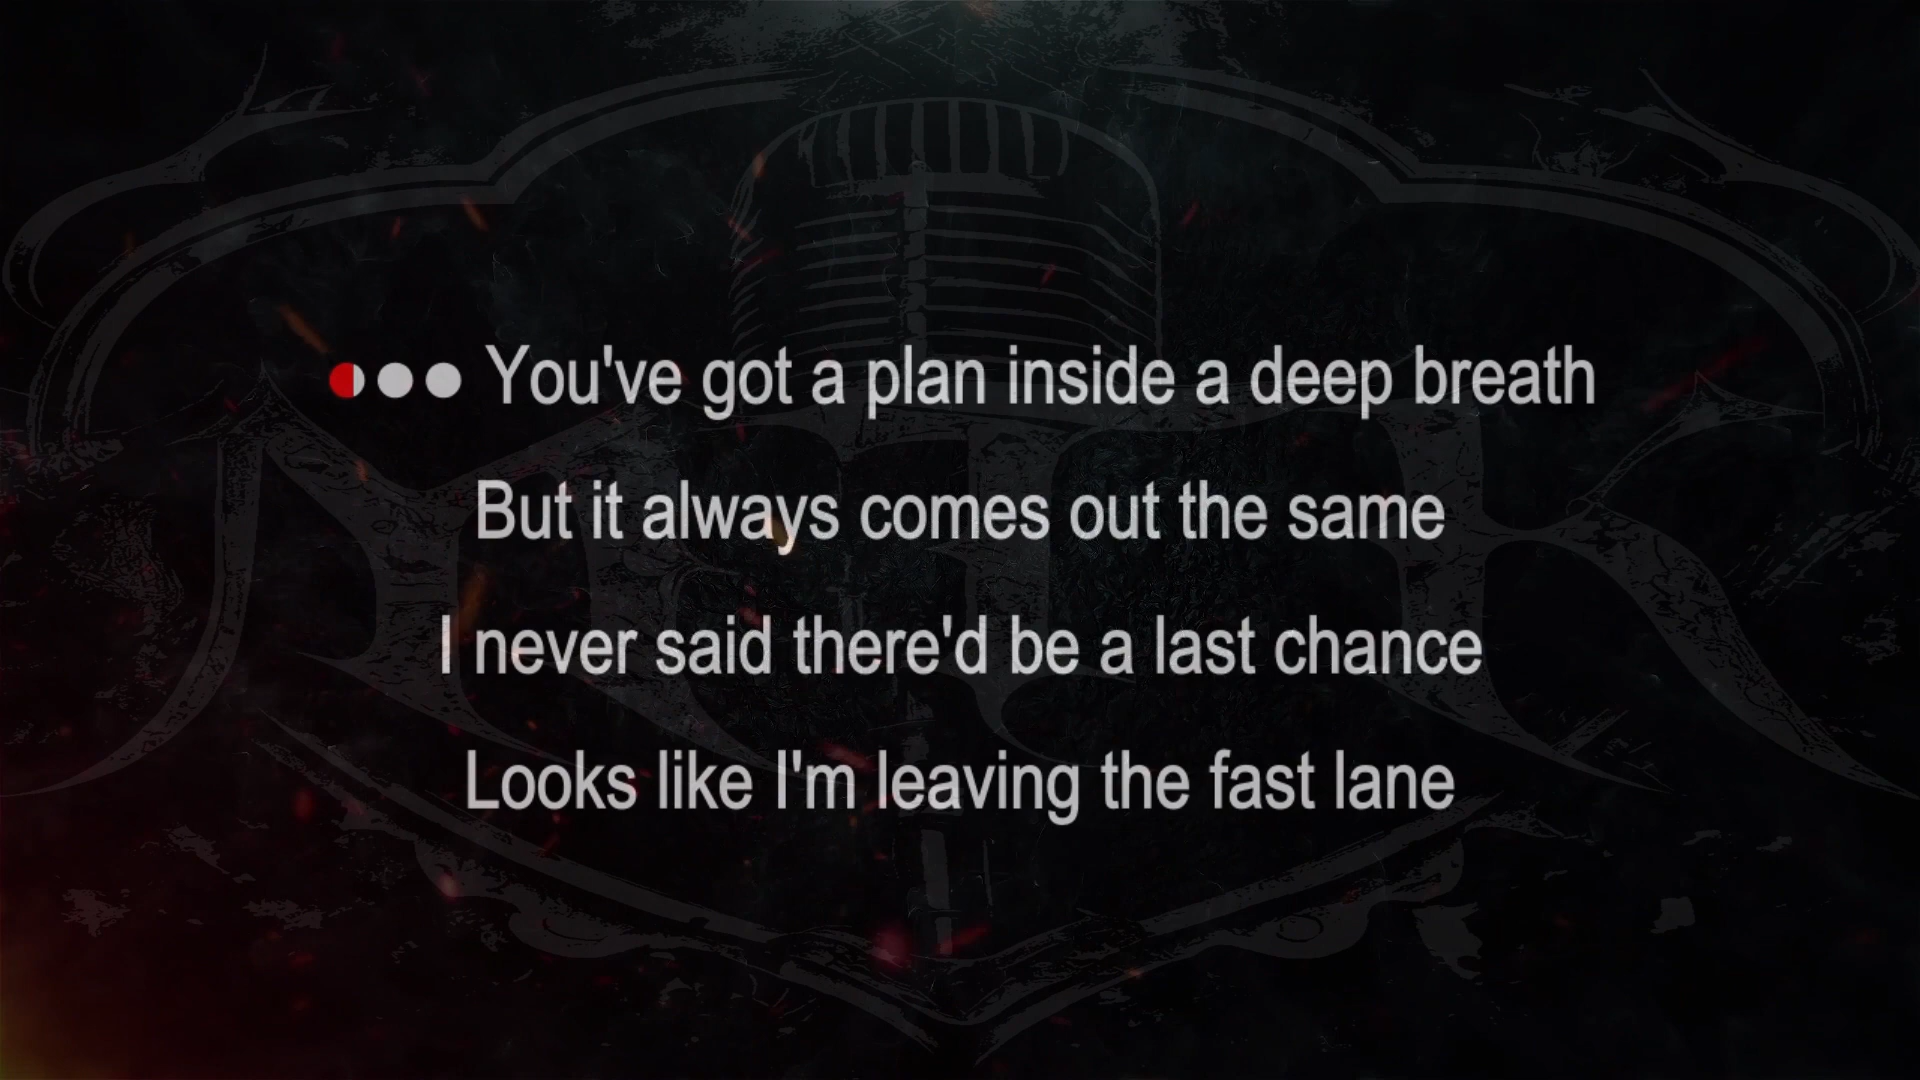 You've got a plan inside a deep breath
But it always comes out the same
I never said there'd be a last chance
Looks like I'm leaving the fast lane
MTK